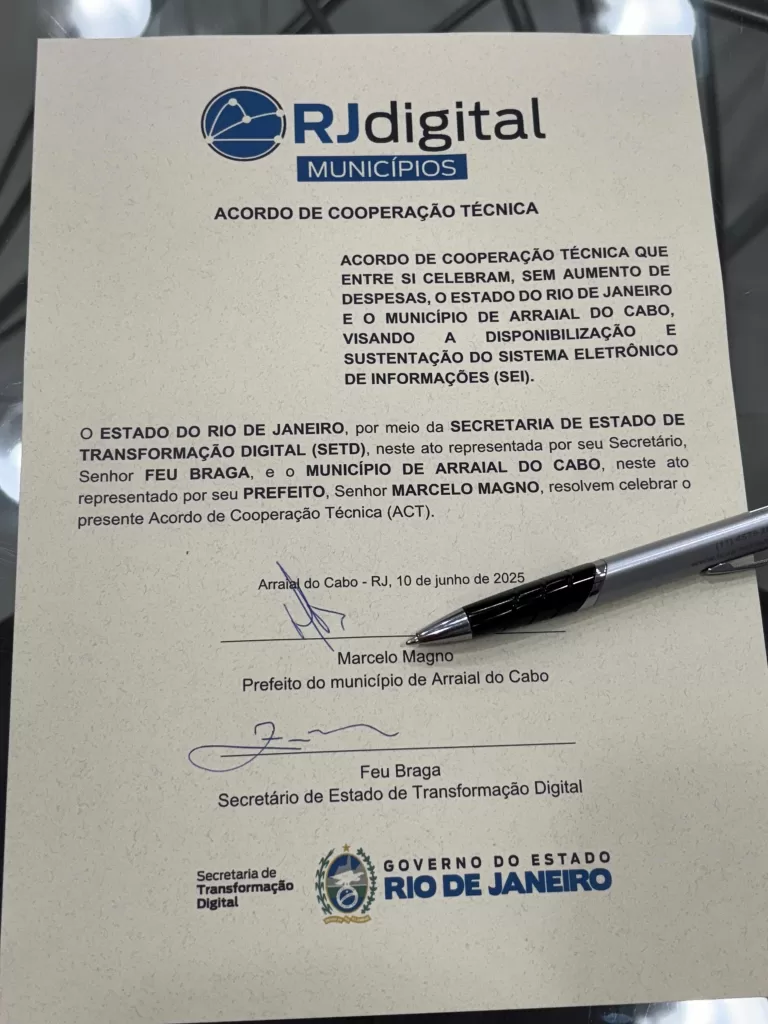 RJdigital
MUNICÍPIOS
ACORDO DE COOPERAÇÃO TÉCNICA
ACORDO DE COOPERAÇÃO TÉCNICA QUE
ENTRE SI CELEBRAM, SEM AUMENTO DE
DESPESAS, O ESTADO DO RIO DE JANEIRO
E O MUNICÍPIO DE ARRAIAL DO CABO,
VISANDO A DISPONIBILIZAÇÃO E
SUSTENTAÇÃO DO SISTEMA ELETRÔNICO
DE INFORMAÇÕES (SEI).
O ESTADO DO RIO DE JANEIRO, por meio da SECRETARIA DE ESTADO DE
TRANSFORMAÇÃO DIGITAL (SETD), neste ato representada por seu Secretário,
Senhor FEU BRAGA, e o MUNICÍPIO DE ARRAIAL DO CABO, neste ato
representado por seu PREFEITO, Senhor MARCELO MAGNO, resolvem celebrar o
presente Acordo de Cooperação Técnica (ACT).
Arraial do Cabo - RJ, 10 de junho de 2025
Marcelo Magno
Prefeito do município de Arraial do Cabo
Feu Braga
Secretário de Estado de Transformação Digital
Secretaria de
Transformação
Digital
GOVERNO DO ESTADO
RIO DE JANEIRO